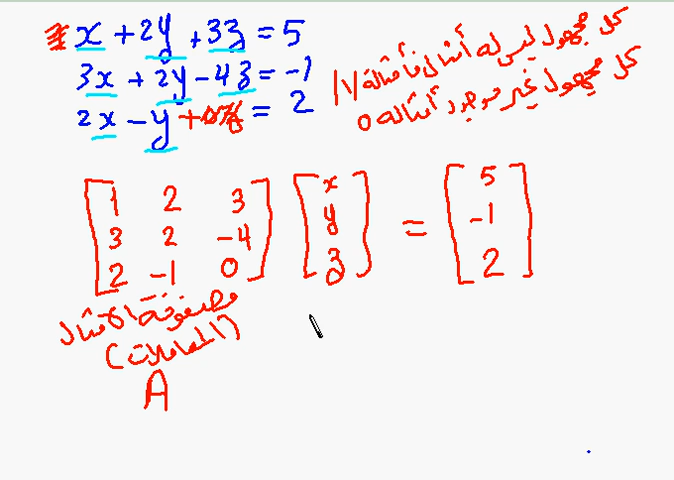 x + 2y + 3z = 5
3x + 2y - 4z = -1
2x - y + 0z = 2
كل مجهول ليس له أمثال فأمثاله 1
كل مجهول غير موجود أمثاله 0
[1 2 3] [x] = [5]
[3 2 -4] [y] [-1]
[2 -1 0] [z] [2]
مصفوفة الأمثال
(المعاملات)
A